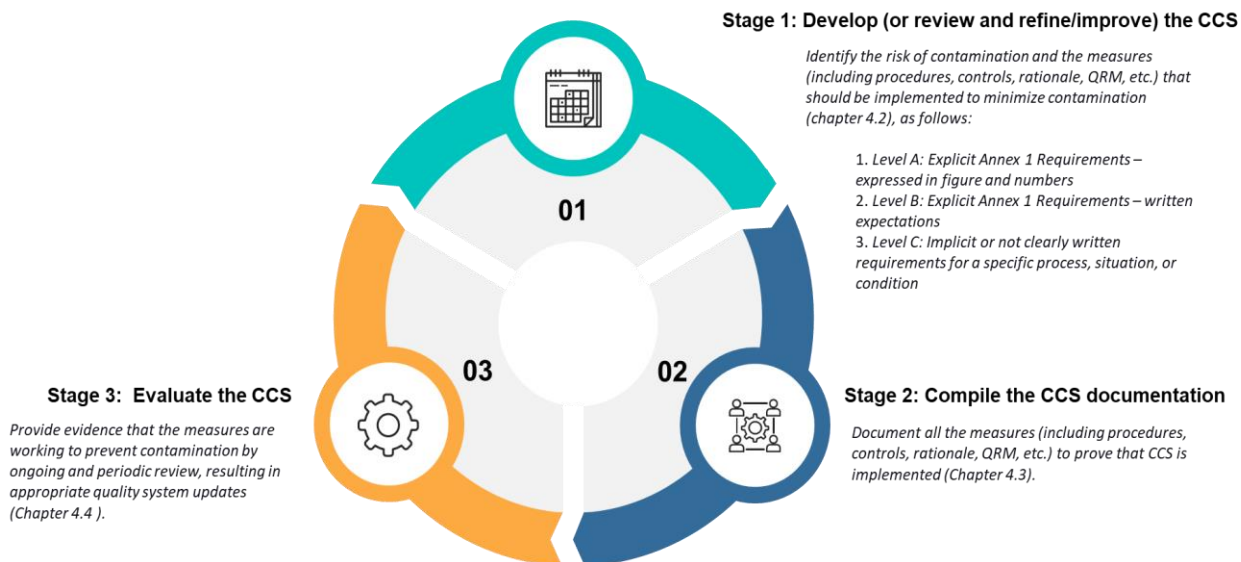 Stage 1: Develop (or review and refine/improve) the CCS
Identify the risk of contamination and the measures
(including procedures, controls, rationale, QRM, etc.) that
should be implemented to minimize contamination
(chapter 4.2), as follows:
1. Level A: Explicit Annex 1 Requirements –
expressed in figure and numbers
2. Level B: Explicit Annex 1 Requirements – written
expectations
3. Level C: Implicit or not clearly written
requirements for a specific process, situation, or
condition
01
02
03
Stage 2: Compile the CCS documentation
Document all the measures (including procedures,
controls, rationale, QRM, etc.) to prove that CCS is
implemented (Chapter 4.3).
Stage 3:  Evaluate the CCS
Provide evidence that the measures are
working to prevent contamination by
ongoing and periodic review, resulting in
appropriate quality system updates
(Chapter 4.4 ).